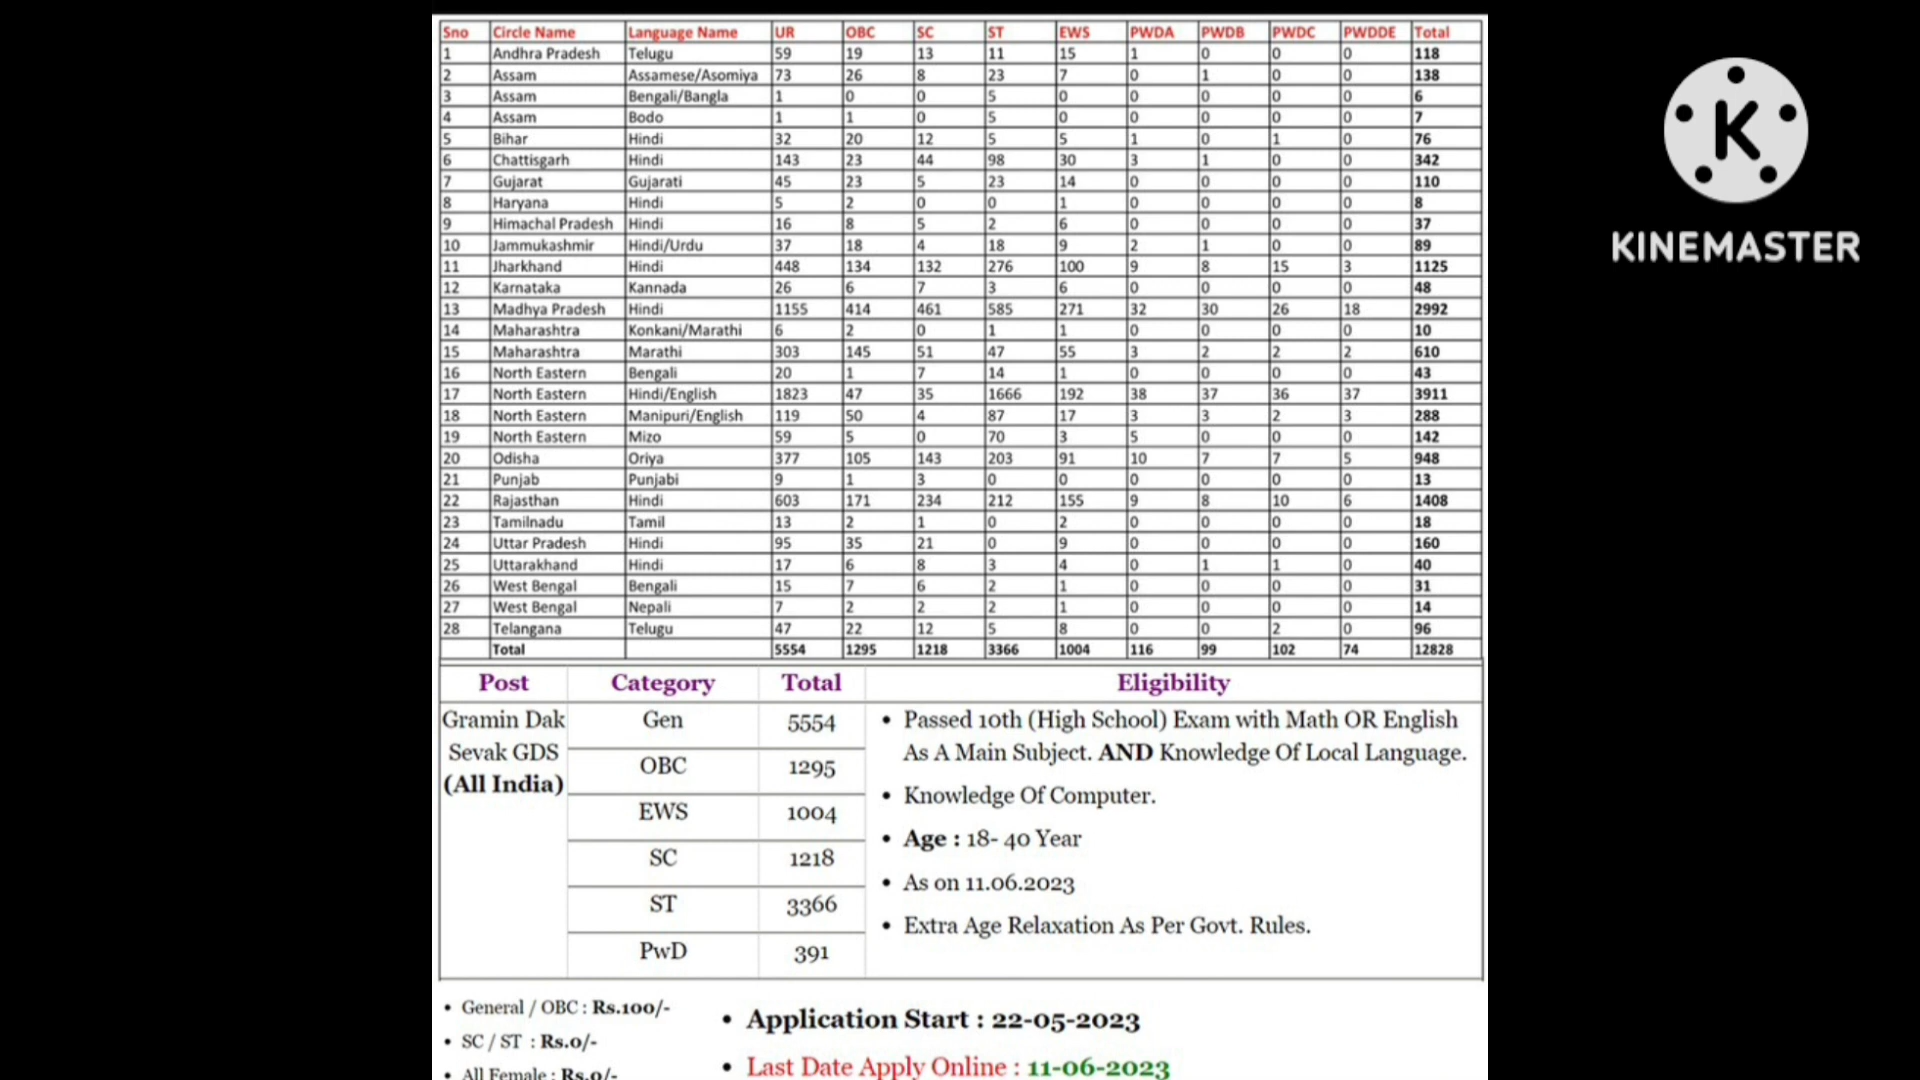 Sno Circle Name Language Name UR OBC SC ST EWS PWDA PWDB PWDC PWDDE Total
1 Andhra Pradesh Telugu 59 19 13 11 15 1 0 0 0 118
2 Assam Assamese/Asomiya 73 26 8 23 7 0 1 0 0 138
3 Assam Bengali/Bangla 1 0 0 5 0 0 0 0 0 6
4 Assam Bodo 1 1 0 5 0 0 0 0 0 7
5 Bihar Hindi 32 20 12 5 5 1 0 1 0 76
6 Chattisgarh Hindi 143 23 44 98 30 3 1 0 0 342
7 Gujarat Gujarati 45 23 5 23 14 0 0 0 0 110
8 Haryana Hindi 5 2 0 0 1 0 0 0 0 8
9 Himachal Pradesh Hindi 16 8 5 2 6 0 0 0 0 37
10 Jammukashmir Hindi/Urdu 37 18 4 18 9 2 1 0 0 89
11 Jharkhand Hindi 448 134 132 276 100 9 8 15 3 1125
12 Karnataka Kannada 26 6 7 3 6 0 0 0 0 48
13 Madhya Pradesh Hindi 1155 414 461 585 271 32 30 26 18 2992
14 Maharashtra Konkani/Marathi 6 2 0 1 1 0 0 0 0 10
15 Maharashtra Marathi 303 145 51 47 55 3 2 2 2 610
16 North Eastern Bengali 20 1 7 14 1 0 0 0 0 43
17 North Eastern Hindi/English 1823 47 35 1666 192 38 37 36 37 3911
18 North Eastern Manipuri/English 119 50 4 87 17 3 3 2 3 288
19 North Eastern Mizo 59 5 0 70 3 5 0 0 0 142
20 Odisha Oriya 377 105 143 203 91 10 7 7 5 948
21 Punjab Punjabi 9 1 3 0 0 0 0 0 0 13
22 Rajasthan Hindi 603 171 234 212 155 9 8 10 6 1408
23 Tamilnadu Tamil 13 2 1 0 2 0 0 0 0 18
24 Uttar Pradesh Hindi 95 35 21 0 9 0 0 0 0 160
25 Uttarakhand Hindi 17 6 8 3 4 0 1 1 0 40
26 West Bengal Bengali 15 7 6 2 1 0 0 0 0 31
27 West Bengal Nepali 7 2 2 2 1 0 0 0 0 14
28 Telangana Telugu 47 22 12 5 8 0 0 2 0 96
Total 5554 1295 1218 3366 1004 116 99 102 74 12828
Post Category Total Eligibility
Gramin Dak
Sevak GDS
(All India)
Gen 5554
OBC 1295
EWS 1004
SC 1218
ST 3366
PwD 391
• Passed 10th (High School) Exam with Math OR English
As A Main Subject. AND Knowledge Of Local Language.
• Knowledge Of Computer.
• Age : 18- 40 Year
• As on 11.06.2023
• Extra Age Relaxation As Per Govt. Rules.
• General / OBC : Rs.100/-
• SC / ST : Rs.0/-
• All Female : Rs.0/-
• Application Start : 22-05-2023
• Last Date Apply Online : 11-06-2023
K
KINEMASTER